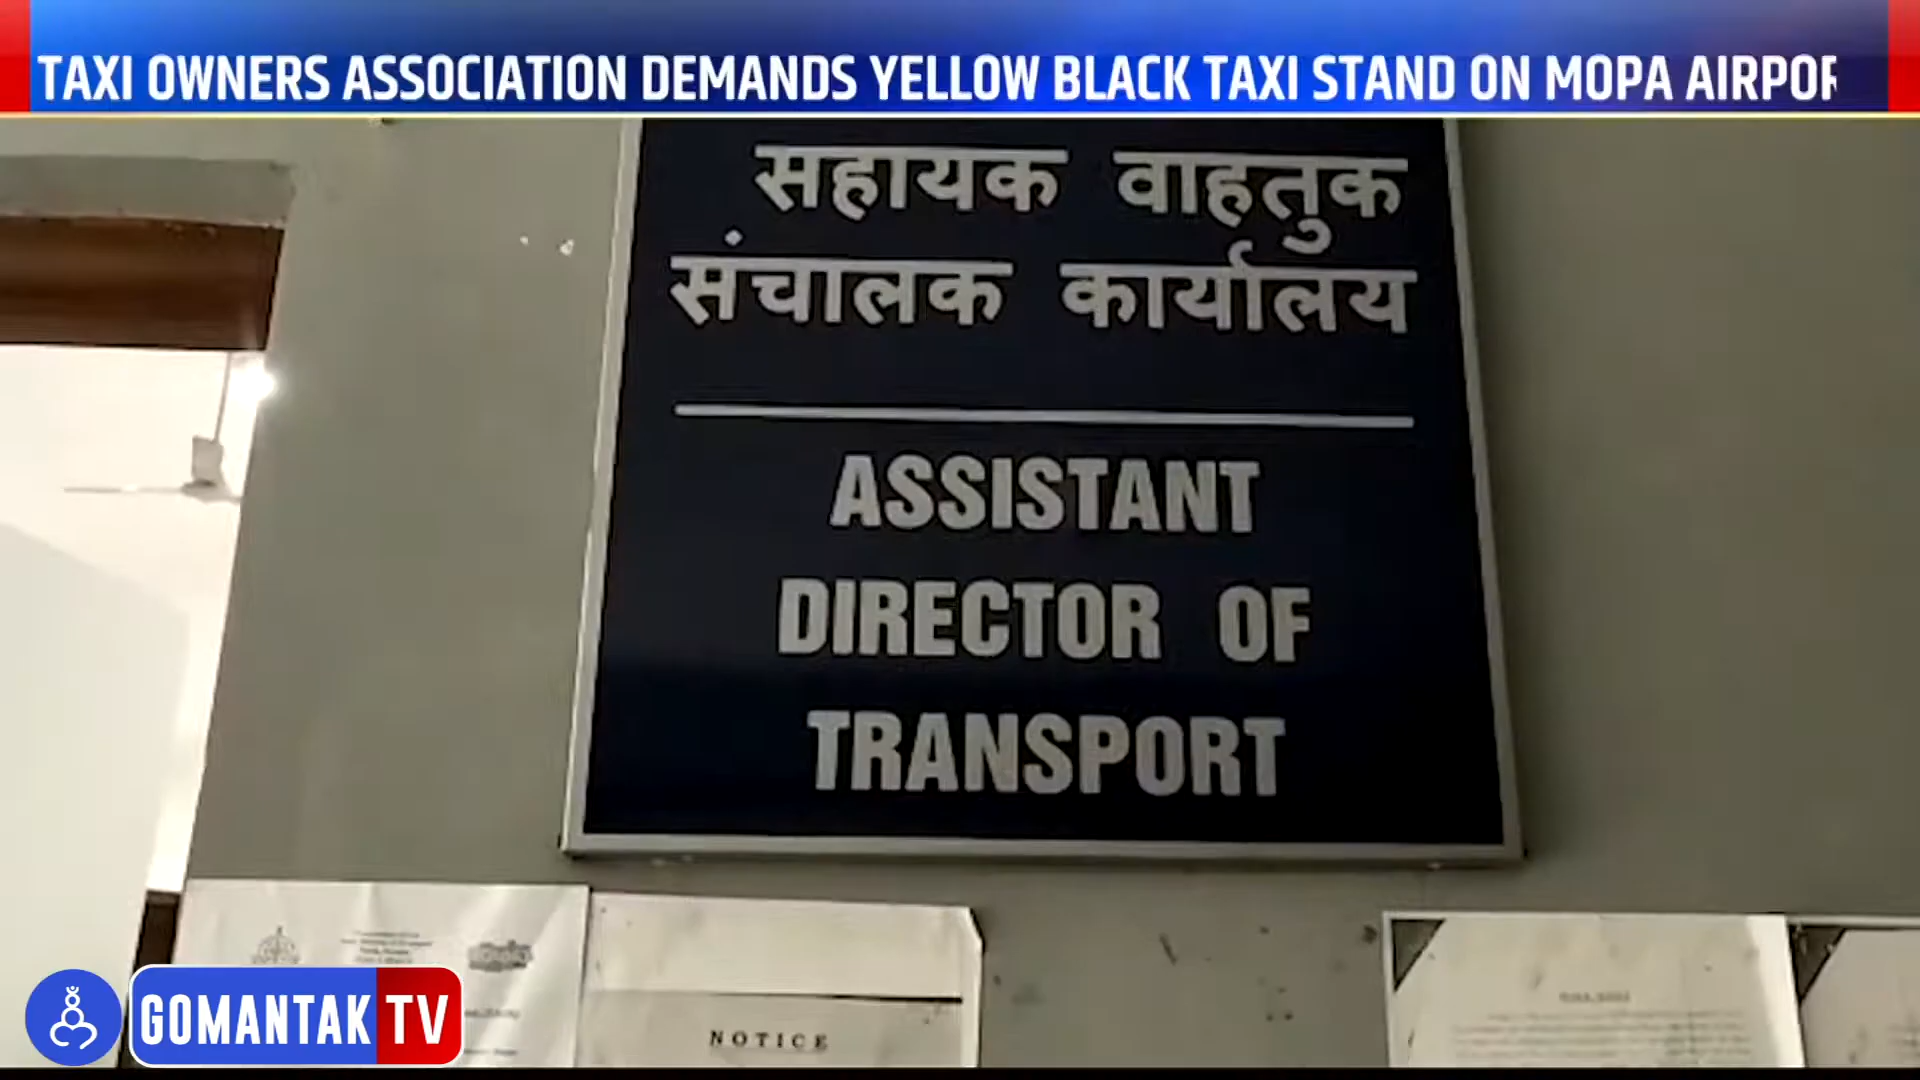 TAXI OWNERS ASSOCIATION DEMANDS YELLOW BLACK TAXI STAND ON MOPA AIRPOR
सहायक वाहतुक
संचालक कार्यालय
ASSISTANT
DIRECTOR OF
TRANSPORT
NOTICE
GOMANTAK TV